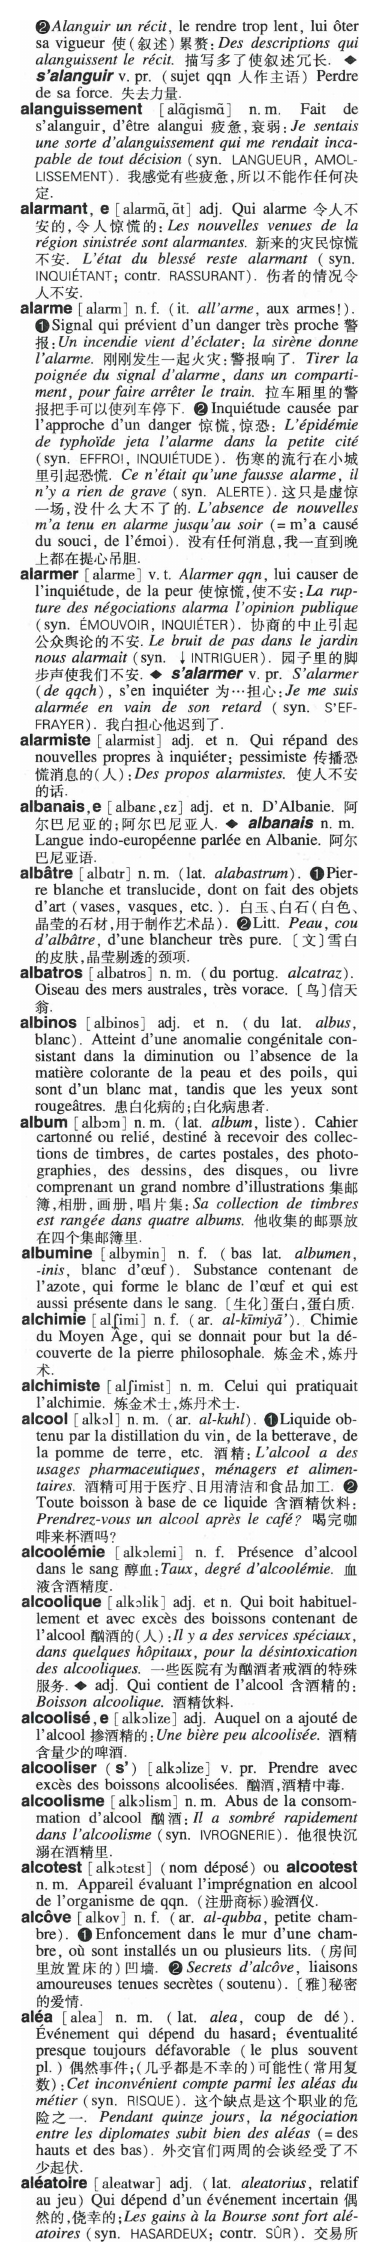 ❷Alanguir un récit, le rendre trop lent, lui ôter
sa vigueur 使(叙述)累赘:Des descriptions qui
alanguissent le récit. 描写多了使叙述冗长. ◆
s'alanguir v. pr. (sujet qqn 人作主语) Perdre
de sa force. 失去力量.
alanguissement [alɑ̃gismɑ̃] n. m. Fait de
s'alanguir, d'être alangui 疲惫,衰弱:Je sentais
une sorte d'alanguissement qui me rendait inca-
pable de tout décision (syn. LANGUEUR, AMOL-
LISSEMENT). 我感觉有些疲惫,所以不能作任何决
定.
alarmant, e [alarmɑ̃, ɑ̃t] adj. Qui alarme 令人不
安的,令人惊慌的:Les nouvelles venues de la
région sinistrée sont alarmantes. 新来的灾民惊慌
不安. L'état du blessé reste alarmant (syn.
INQUIÉTANT; contr. RASSURANT). 伤者的情况令
人不安.
alarme [alarm] n. f. (it. all'arme, aux armes!).
❶Signal qui prévient d'un danger très proche 警
报:Un incendie vient d'éclater; la sirène donne
l'alarme. 刚刚发生一起火灾:警报响了. Tirer la
poignée du signal d'alarme, dans un comparti-
ment, pour faire arrêter le train. 拉车厢里的警
报把手可以使列车停下. ❷Inquiétude causée par
l'approche d'un danger 惊慌,惊恐: L'épidémie
de typhoïde jeta l'alarme dans la petite cité
(syn. EFFROI, INQUIÉTUDE). 伤寒的流行在小城
里引起恐慌. Ce n'était qu'une fausse alarme, il
n'y a rien de grave (syn. ALERTE). 这只是虚惊
一场,没什么大不了的. L'absence de nouvelles
m'a tenu en alarme jusqu'au soir (= m'a causé
du souci, de l'émoi). 没有任何消息,我一直到晚
上都在提心吊胆.
alarmer [alarme] v. t. Alarmer qqn, lui causer de
l'inquiétude, de la peur 使惊慌,使不安:La rup-
ture des négociations alarma l'opinion publique
(syn. ÉMOUVOIR, INQUIÉTER). 协商的中止引起
公众舆论的不安. Le bruit de pas dans le jardin
nous alarmait (syn. ↓INTRIGUER). 园子里的脚
步声使我们不安. ◆ s'alarmer v. pr. S'alarmer
(de qqch), s'en inquiéter 为…担心:Je me suis
alarmée en vain de son retard (syn. S'EF-
FRAYER). 我白担心他迟到了.
alarmiste [alarmist] adj. et n. Qui répand des
nouvelles propres à inquiéter; pessimiste 传播恐
慌消息的(人):Des propos alarmistes. 使人不安
的话.
albanais,e [albanɛ,ɛz] adj. et n. D'Albanie. 阿
尔巴尼亚的;阿尔巴尼亚人. ◆ albanais n. m.
Langue indo-européenne parlée en Albanie. 阿尔
巴尼亚语.
albâtre [albɑtr] n. m. (lat. alabastrum). ❶Pier-
re blanche et translucide, dont on fait des objets
d'art (vases, vasques, etc.). 白玉、白石(白色、
晶莹的石材,用于制作艺术品). ❷Litt. Peau, cou
d'albâtre, d'une blancheur très pure. 〔文〕雪白
的皮肤,晶莹剔透的颈项.
albatros [albatros] n. m. (du portug. alcatraz).
Oiseau des mers australes, très vorace. 〔鸟〕信天
翁.
albinos [albinos] adj. et n. (du lat. albus,
blanc). Atteint d'une anomalie congénitale con-
sistant dans la diminution ou l'absence de la
matière colorante de la peau et des poils, qui
sont d'un blanc mat, tandis que les yeux sont
rougeâtres. 患白化病的;白化病患者.
album [albɔm] n. m. (lat. album, liste). Cahier
cartonné ou relié, destiné à recevoir des collec-
tions de timbres, de cartes postales, des photo-
graphies, des dessins, des disques, ou livre
comprenant un grand nombre d'illustrations 集邮
簿,相册,画册,唱片集:Sa collection de timbres
est rangée dans quatre albums. 他收集的邮票放
在四个集邮簿里.
albumine [albymin] n. f. (bas lat. albumen,
-inis, blanc d'œuf). Substance contenant de
l'azote, qui forme le blanc de l'œuf et qui est
aussi présente dans le sang. 〔生化〕蛋白,蛋白质.
alchimie [alʃimi] n. f. (ar. al-kīmiyā'). Chimie
du Moyen Âge, qui se donnait pour but la dé-
couverte de la pierre philosophale. 炼金术,炼丹
术.
alchimiste [alʃimist] n. m. Celui qui pratiquait
l'alchimie. 炼金术士,炼丹术士.
alcool [alkɔl] n. m. (ar. al-kuhl). ❶Liquide ob-
tenu par la distillation du vin, de la betterave, de
la pomme de terre, etc. 酒精:L'alcool a des
usages pharmaceutiques, ménagers et alimen-
taires. 酒精可用于医疗、日用清洁和食品加工. ❷
Toute boisson à base de ce liquide 含酒精饮料:
Prendrez-vous un alcool après le café? 喝完咖
啡来杯酒吗?
alcoolémie [alkɔlemi] n. f. Présence d'alcool
dans le sang 醇血:Taux, degré d'alcoolémie. 血
液含酒精度.
alcoolique [alkɔlik] adj. et n. Qui boit habituel-
lement et avec excès des boissons contenant de
l'alcool 酗酒的(人):Il y a des services spéciaux,
dans quelques hôpitaux, pour la désintoxication
des alcooliques. 一些医院有为酗酒者戒酒的特殊
服务. ◆ adj. Qui contient de l'alcool 含酒精的:
Boisson alcoolique. 酒精饮料.
alcoolisé,e [alkɔlize] adj. Auquel on a ajouté de
l'alcool 掺酒精的:Une bière peu alcoolisée. 酒精
含量少的啤酒.
alcooliser (s') [alkɔlize] v. pr. Prendre avec
excès des boissons alcoolisées. 酗酒,酒精中毒.
alcoolisme [alkɔlism] n. m. Abus de la consom-
mation d'alcool 酗酒: Il a sombré rapidement
dans l'alcoolisme (syn. IVROGNERIE). 他很快沉
溺在酒精里.
alcotest [alkɔtɛst] (nom déposé) ou alcootest
n. m. Appareil évaluant l'imprégnation en alcool
de l'organisme de qqn. (注册商标)验酒仪.
alcôve [alkov] n. f. (ar. al-qubba, petite cham-
bre). ❶Enfoncement dans le mur d'une cham-
bre, où sont installés un ou plusieurs lits. (房间
里放置床的)凹墙. ❷Secrets d'alcôve, liaisons
amoureuses tenues secrètes (soutenu). 〔雅〕秘密
的爱情.
aléa [alea] n. m. (lat. alea, coup de dé).
Événement qui dépend du hasard; éventualité
presque toujours défavorable (le plus souvent
pl.) 偶然事件;(几乎都是不幸的)可能性(常用复
数):Cet inconvénient compte parmi les aléas du
métier (syn. RISQUE). 这个缺点是这个职业的危
险之一. Pendant quinze jours, la négociation
entre les diplomates subit bien des aléas (= des
hauts et des bas). 外交官们两周的会谈经受了不
少起伏.
aléatoire [aleatwar] adj. (lat. aleatorius, relatif
au jeu) Qui dépend d'un événement incertain 偶
然的,侥幸的;Les gains à la Bourse sont fort alé-
atoires (syn. HASARDEUX; contr. SÛR). 交易所